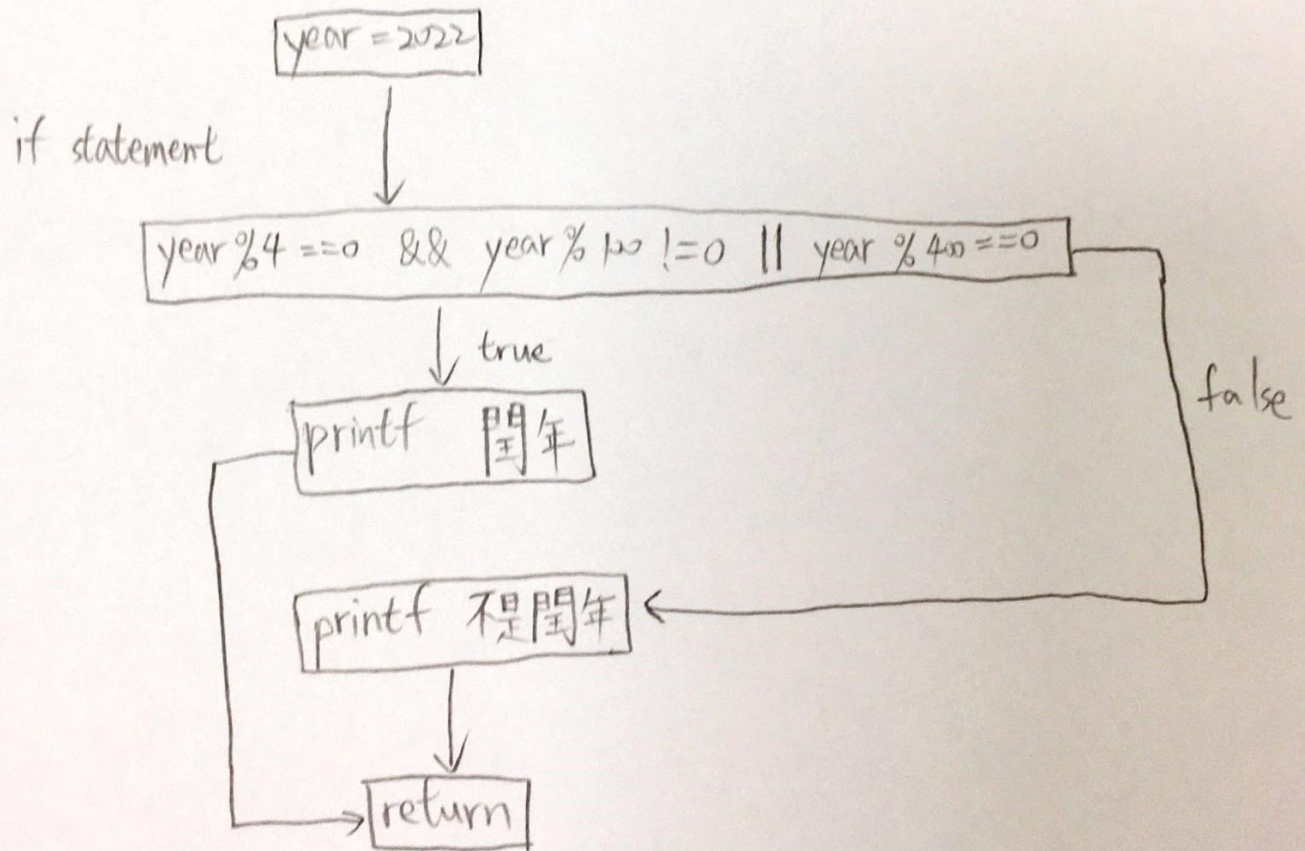 year = 2022
if statement
year % 4 == 0 && year % 100 != 0 || year % 400 == 0
true
false
printf 閏年
printf 不是閏年
return